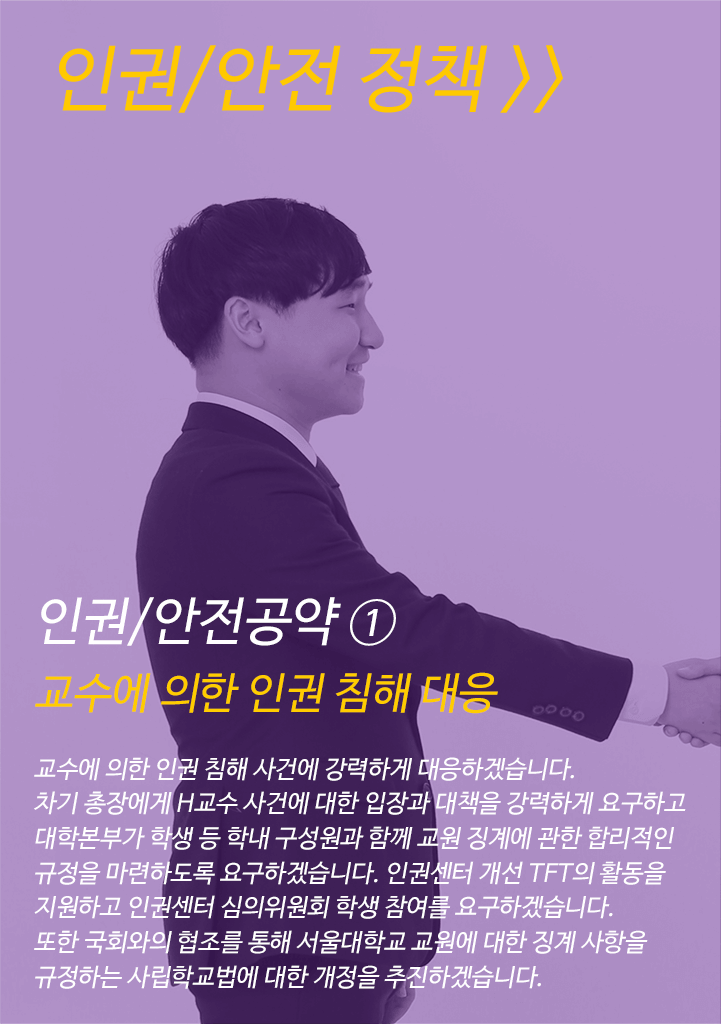 인권/안전 정책 》
인권/안전공약 ①
교수에 의한 인권 침해 대응
교수에 의한 인권 침해 사건에 강력하게 대응하겠습니다.
차기 총장에게 H교수 사건에 대한 입장과 대책을 강력하게 요구하고
대학본부가 학생 등 학내 구성원과 함께 교원 징계에 관한 합리적인
규정을 마련하도록 요구하겠습니다. 인권센터 개선 TFT의 활동을
지원하고 인권센터 심의위원회 학생 참여를 요구하겠습니다.
또한 국회와의 협조를 통해 서울대학교 교원에 대한 징계 사항을
규정하는 사립학교법에 대한 개정을 추진하겠습니다.